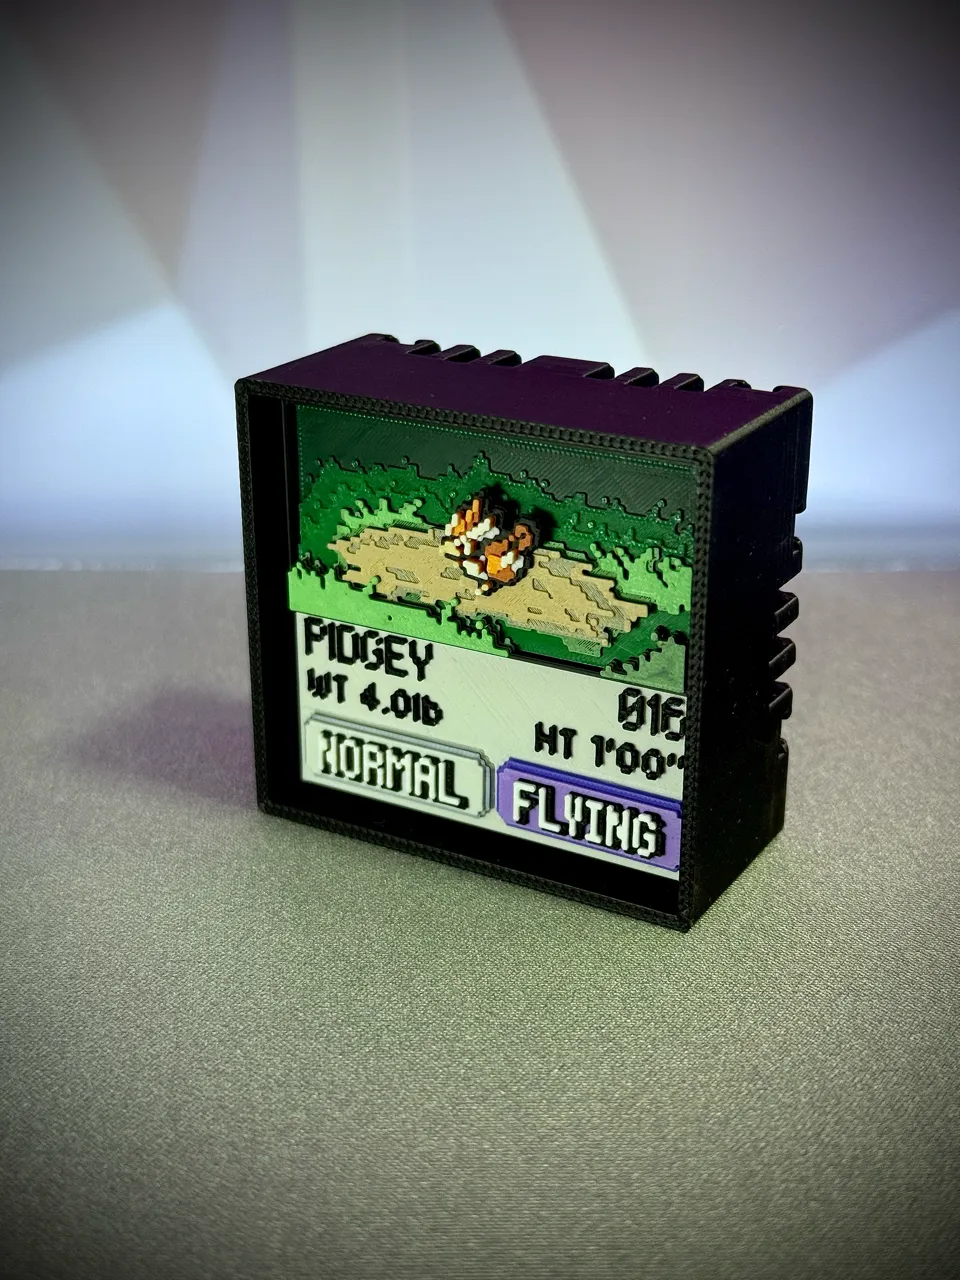 PIDGEY
016
WT 4.0lb
HT 1'00"
NORMAL
FLYING